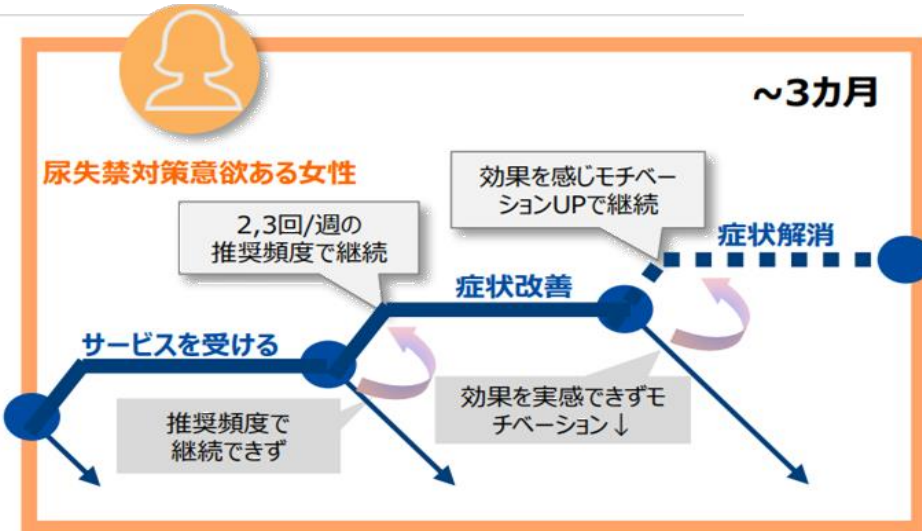 ~3カ月
尿失禁対策意欲ある女性
効果を感じモチベー
ションUPで継続
2,3回/週の
推奨頻度で継続
症状解消
症状改善
サービスを受ける
推奨頻度で
継続できず
効果を実感できずモ
チベーション↓